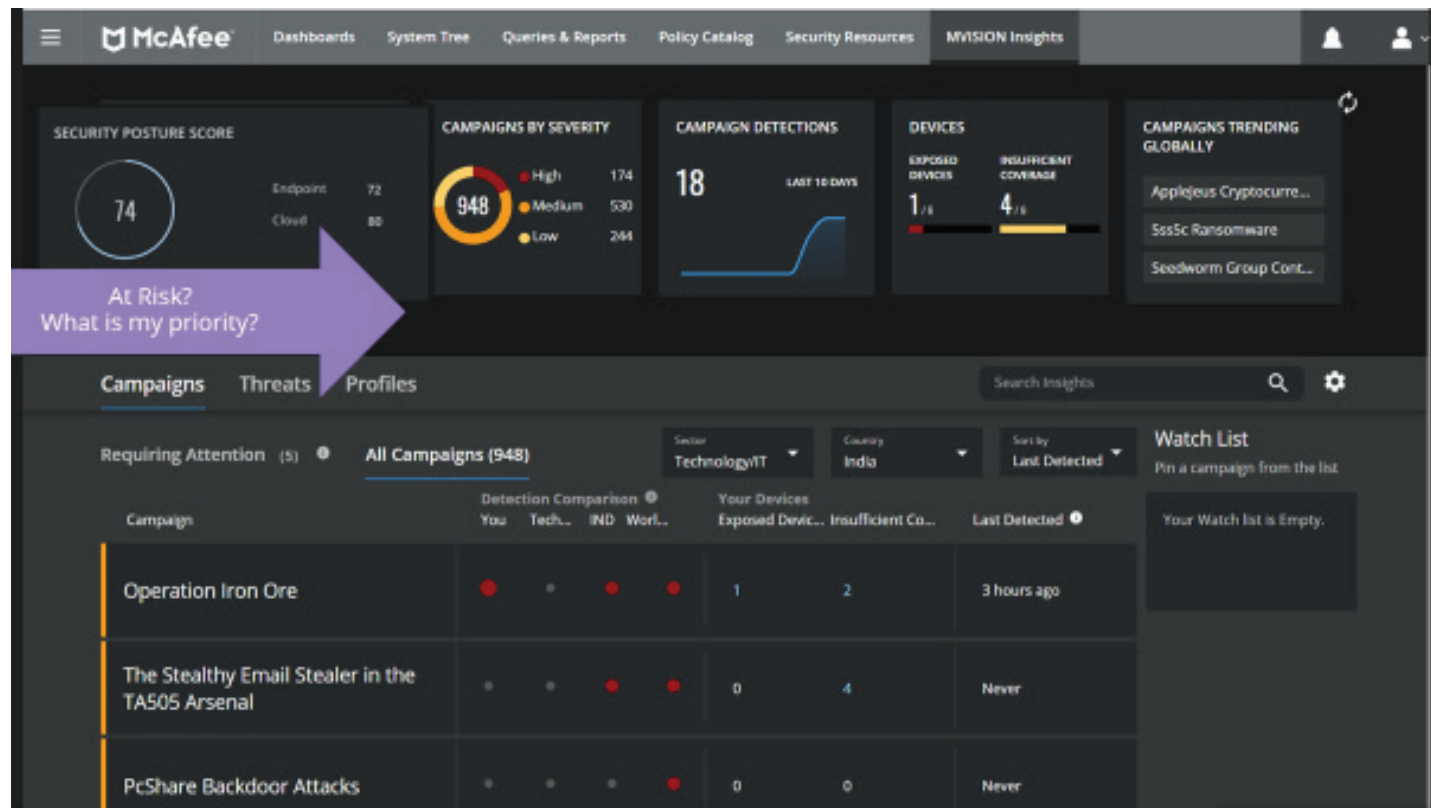 McAfee
Dashboards
System Tree
Queries & Reports
Policy Catalog
Security Resources
MVISION Insights
SECURITY POSTURE SCORE
74
Endpoint 72
Cloud 80
CAMPAIGNS BY SEVERITY
948
High 174
Medium 530
Low 244
CAMPAIGN DETECTIONS
18
LAST 10 DAYS
DEVICES
EXPOSED
DEVICES
1/6
INSUFFICIENT
COVERAGE
4/6
CAMPAIGNS TRENDING
GLOBALLY
AppleJeus Cryptocurre...
5ss5c Ransomware
Seedworm Group Cont...
At Risk?
What is my priority?
Campaigns
Threats
Profiles
Search Insights
Requiring Attention (5)
All Campaigns (948)
Sector
Technology/IT
Country
India
Sort by
Last Detected
Watch List
Pin a campaign from the list
Your Watch list is Empty.
Detection Comparison
Your Devices
Campaign
You Tech... IND Worl...
Exposed Devic... Insufficient Co...
Last Detected
Operation Iron Ore
1 2 3 hours ago
The Stealthy Email Stealer in the
TA505 Arsenal
0 4 Never
PcShare Backdoor Attacks
0 0 Never